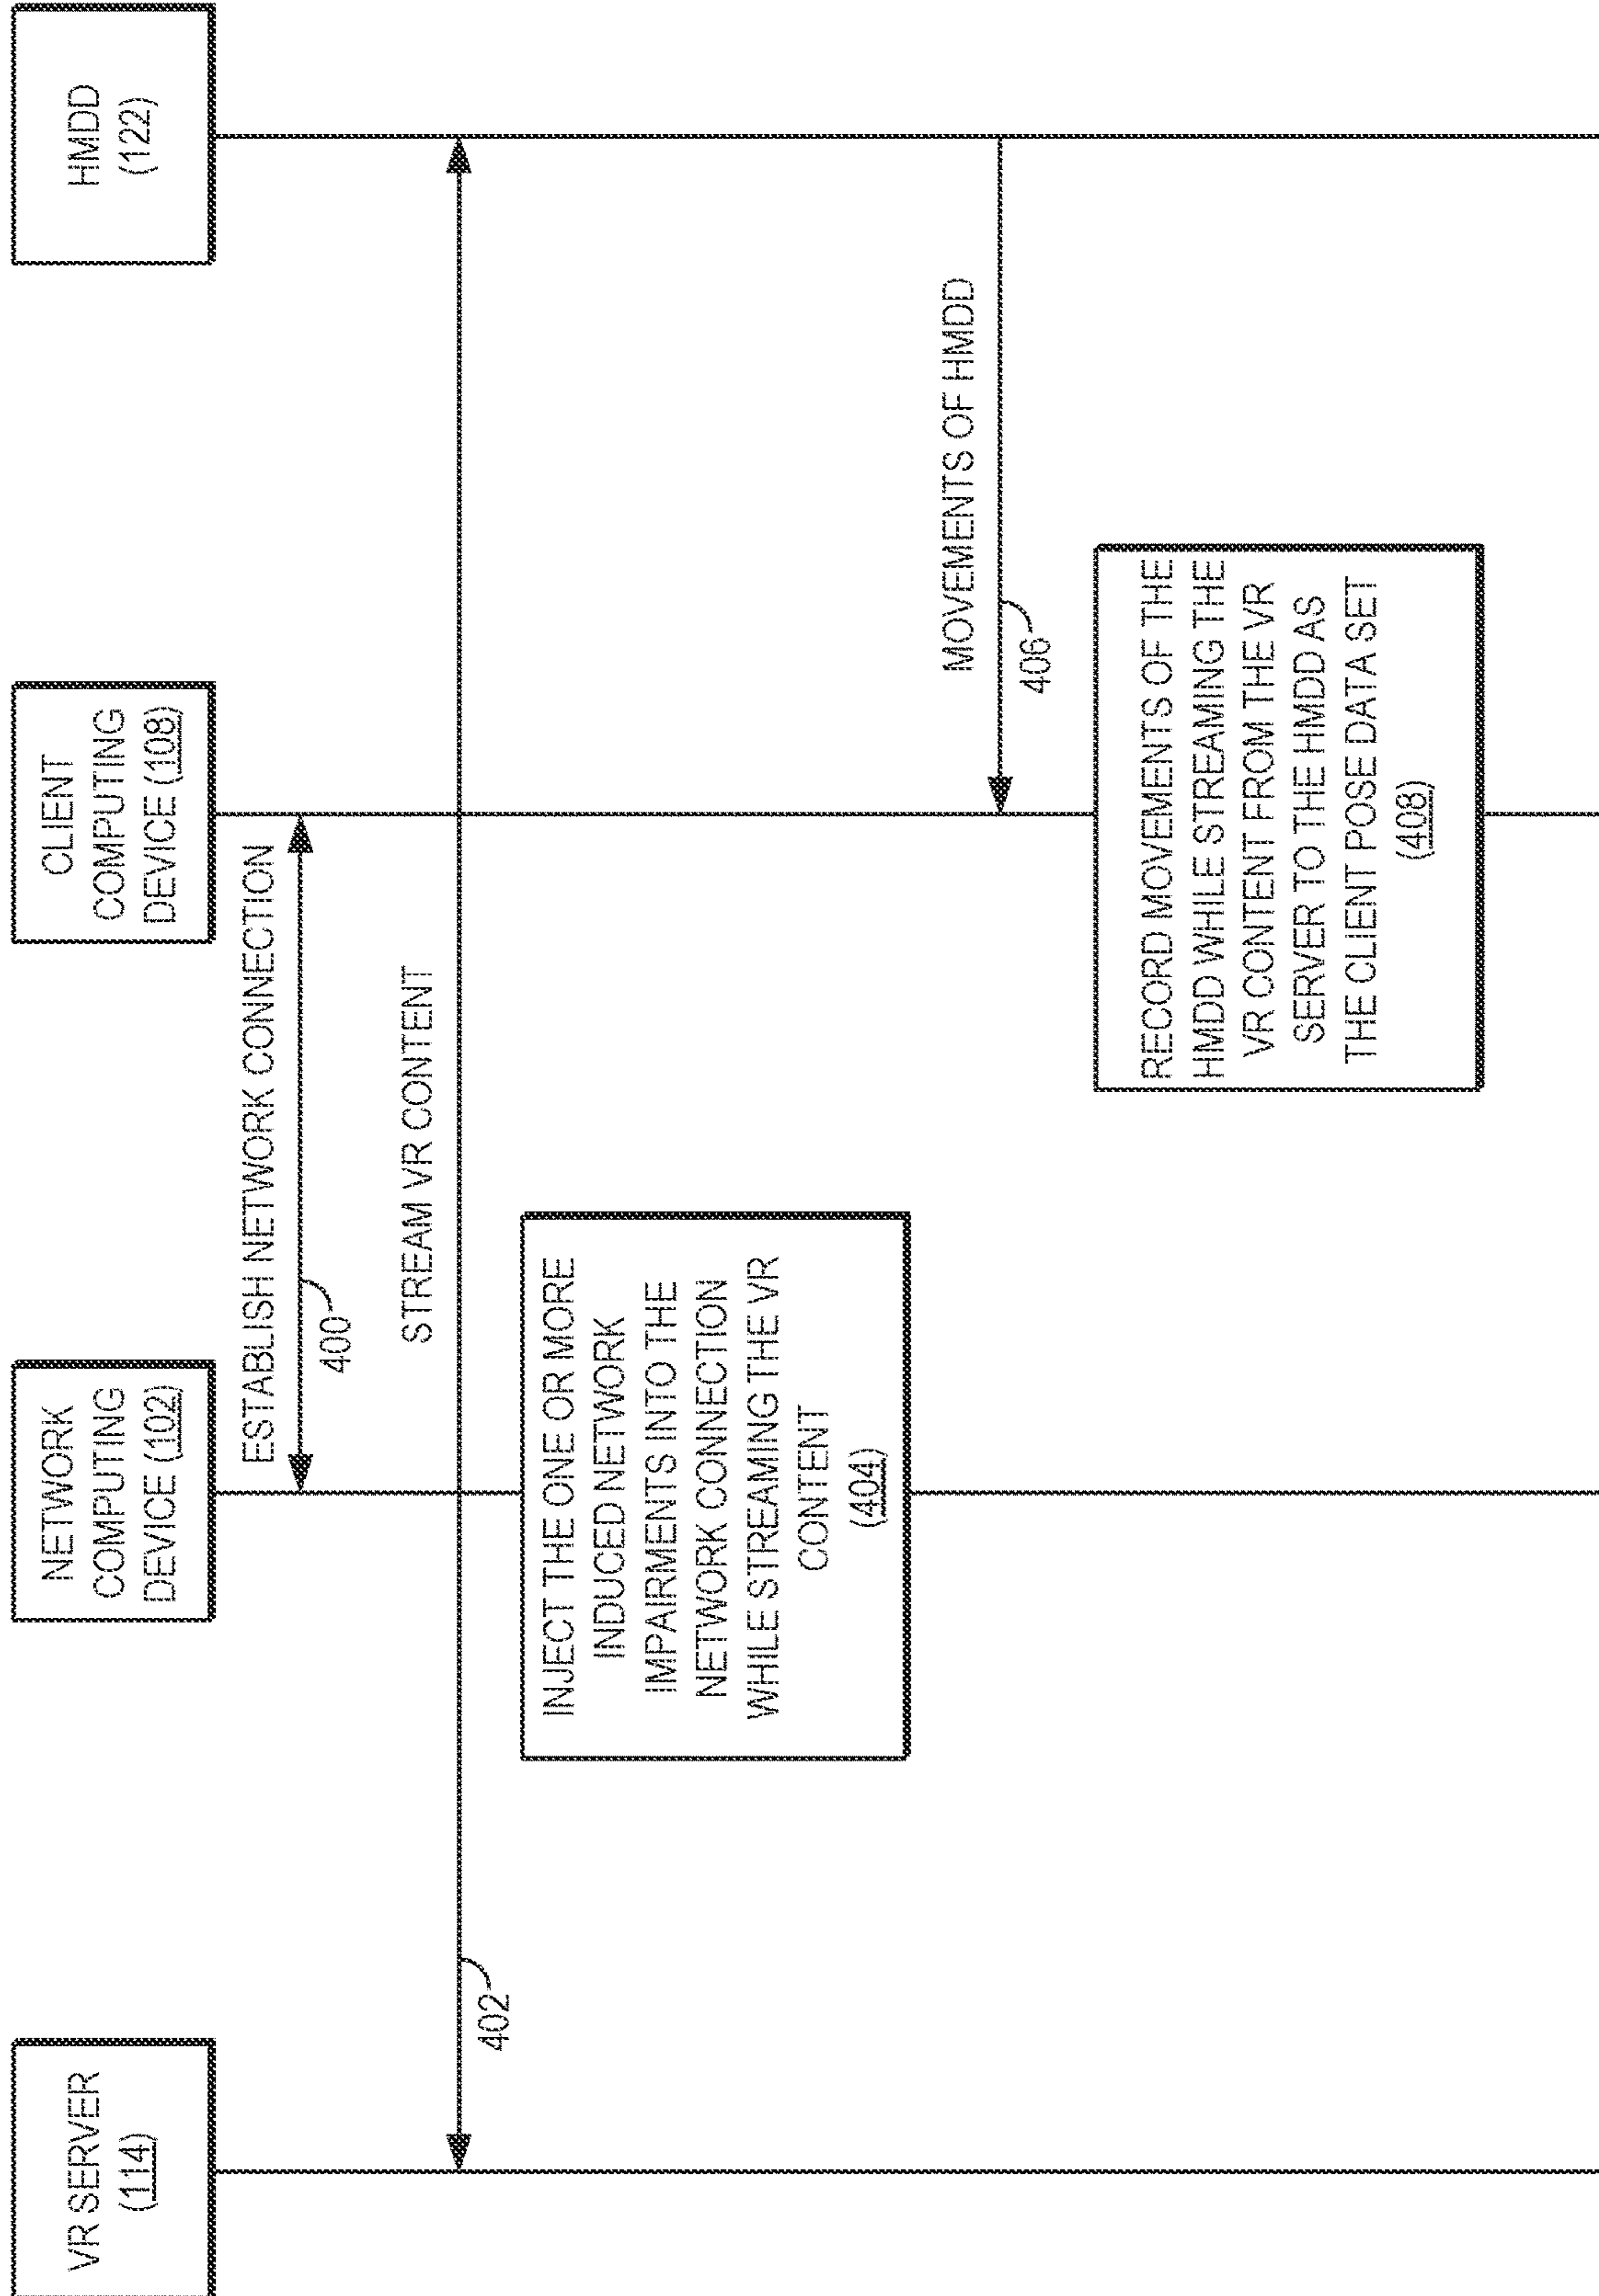 VR SERVER
(114)
NETWORK
COMPUTING
DEVICE (102)
CLIENT
COMPUTING
DEVICE (108)
HMDD
(122)
ESTABLISH NETWORK CONNECTION
400
STREAM VR CONTENT
402
INJECT THE ONE OR MORE
INDUCED NETWORK
IMPAIRMENTS INTO THE
NETWORK CONNECTION
WHILE STREAMING THE VR
CONTENT
(404)
MOVEMENTS OF HMDD
406
RECORD MOVEMENTS OF THE
HMDD WHILE STREAMING THE
VR CONTENT FROM THE VR
SERVER TO THE HMDD AS
THE CLIENT POSE DATA SET
(408)